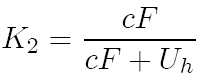 K_2 = \frac{cF}{cF + U_h}